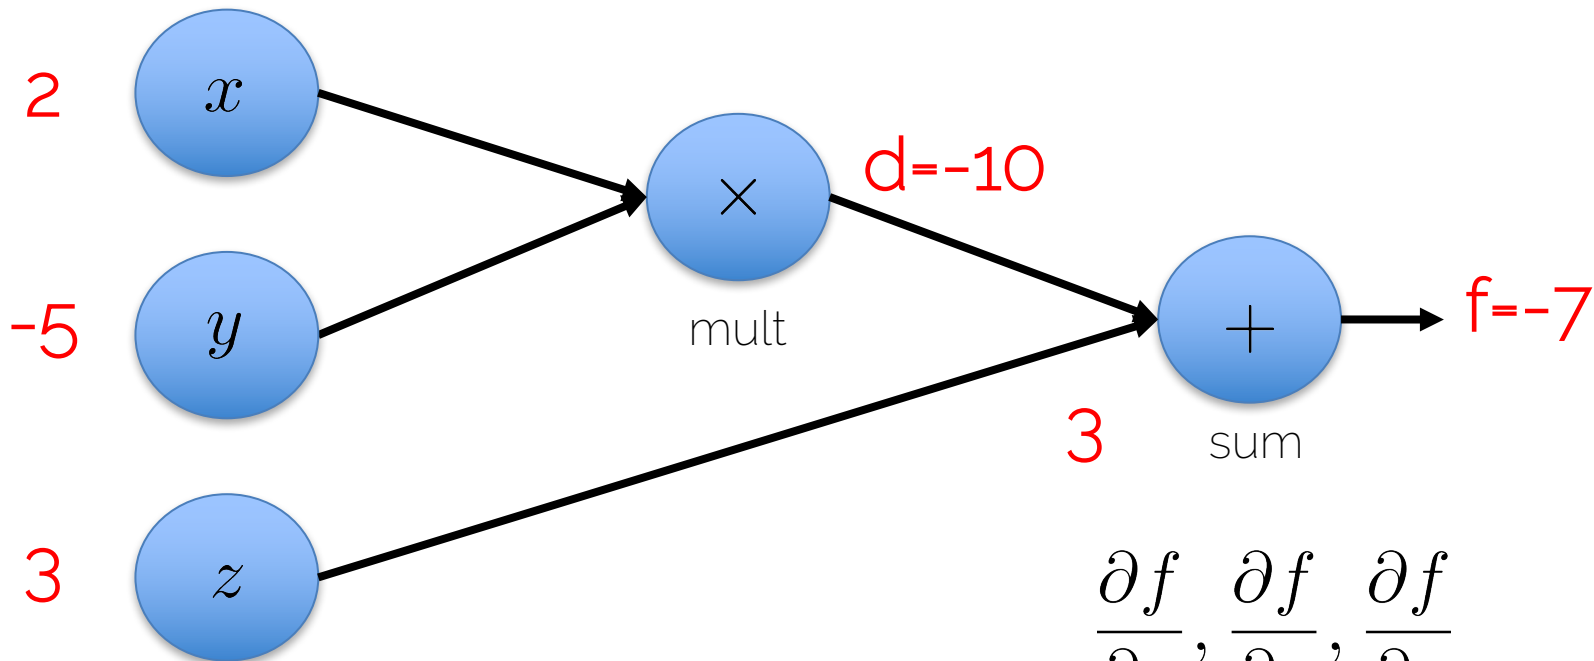 2
x
d=-10
×
-5
y
mult
f=-7
+
3
sum
3
z
∂f, ∂f, ∂f